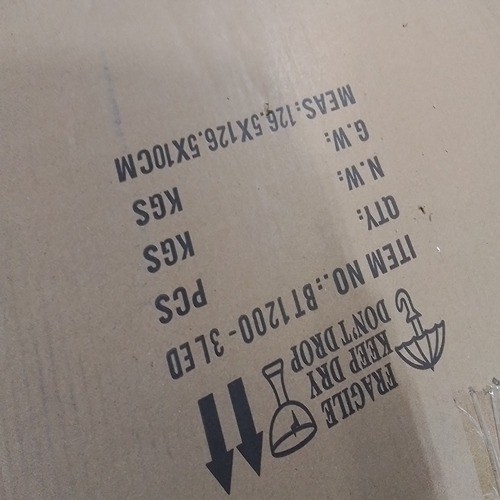 FRAGILE
KEEP DRY
DON'T DROP
ITEM NO.:BT1200-3LED
QTY: PCS
N.W: KGS
G.W: KGS
MEAS.:126.5X126.5X10CM